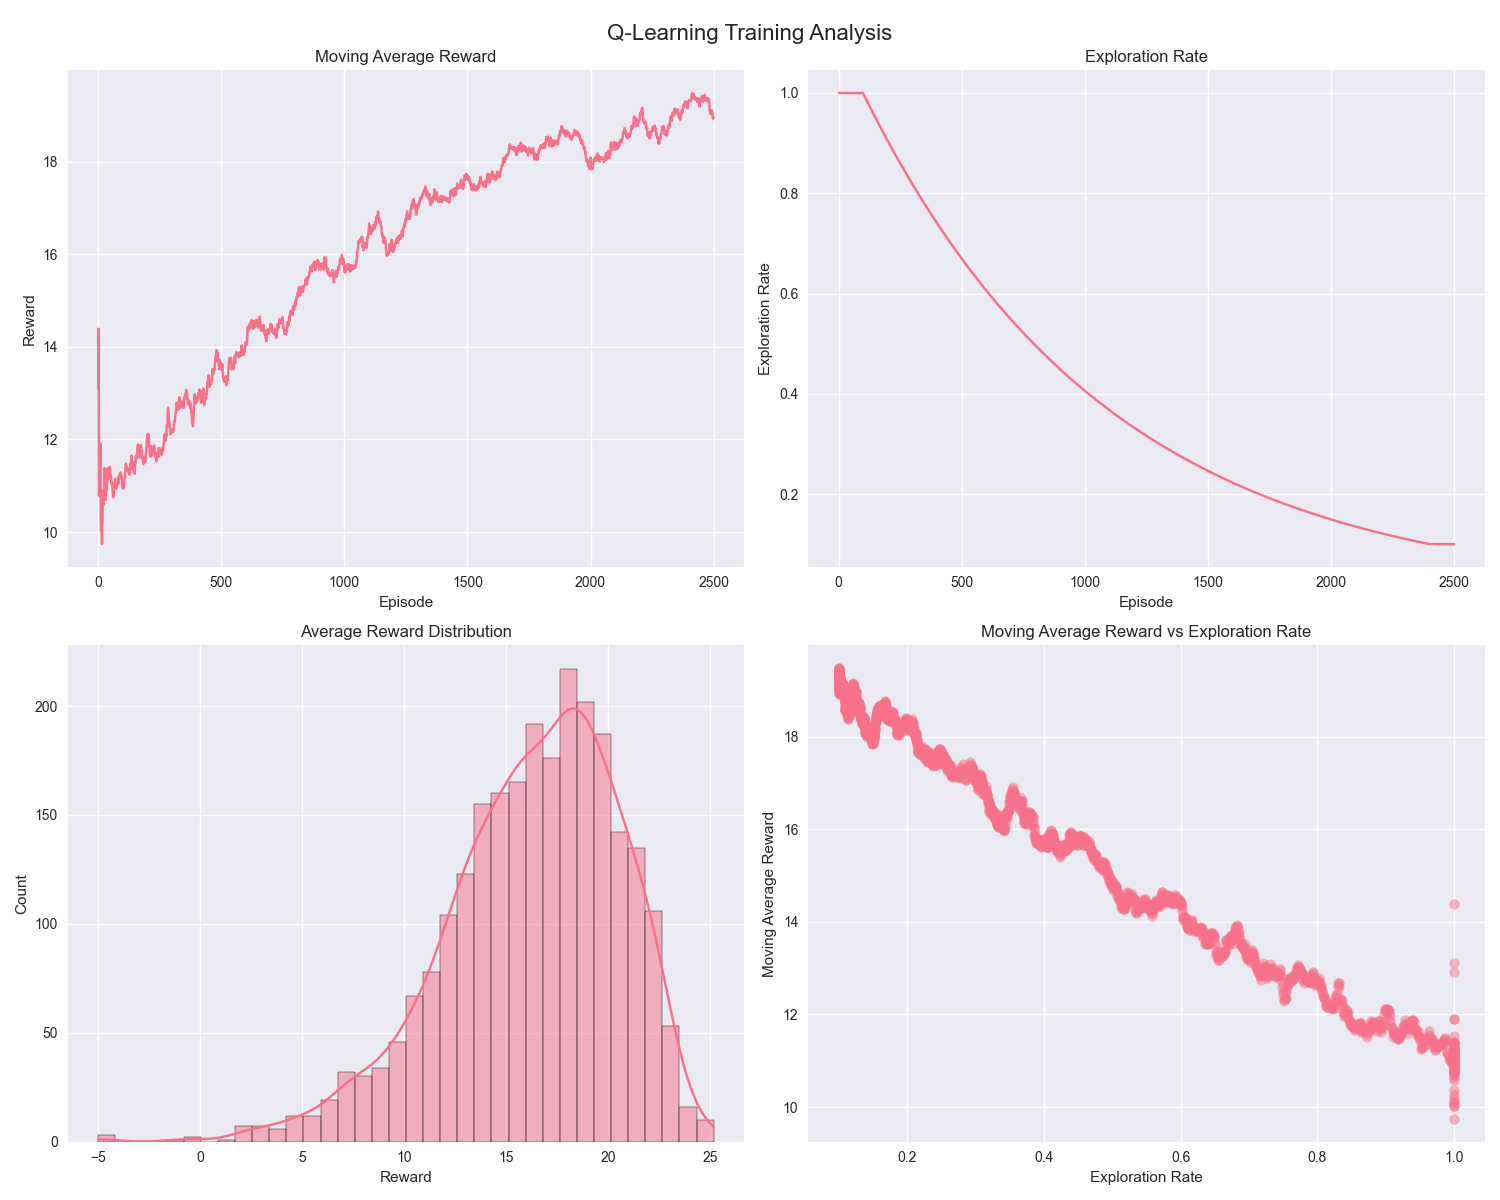 Q-Learning Training Analysis
Moving Average Reward
Reward
18
16
14
12
10
0 500 1000 1500 2000 2500
Episode
Exploration Rate
Exploration Rate
1.0
0.8
0.6
0.4
0.2
0 500 1000 1500 2000 2500
Episode
Average Reward Distribution
Count
200
150
100
50
0
−5 0 5 10 15 20 25
Reward
Moving Average Reward vs Exploration Rate
Moving Average Reward
18
16
14
12
10
0.2 0.4 0.6 0.8 1.0
Exploration Rate